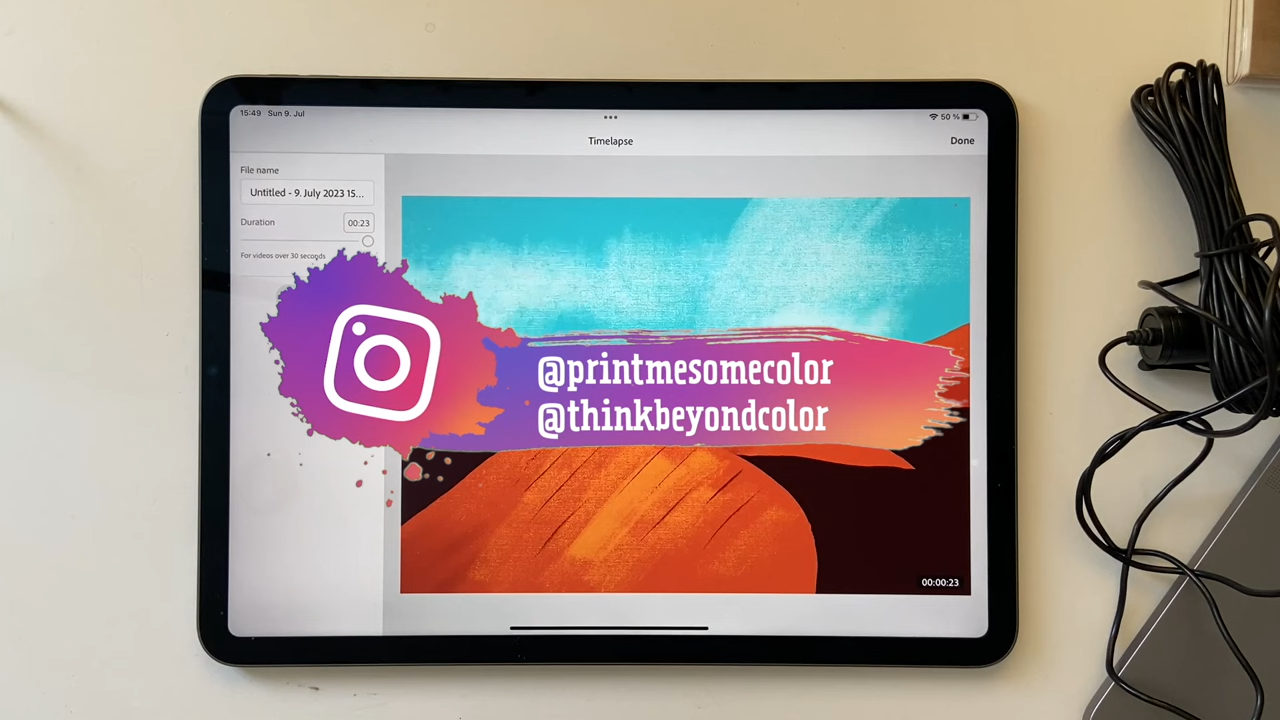 15:49 Sun 9. Jul
50 %
Timelapse
Done
File name
Untitled - 9. July 2023 15...
Duration
00:23
For videos over 30 seconds
@printmesomecolor
@thinkbeyondcolor
00:00:23